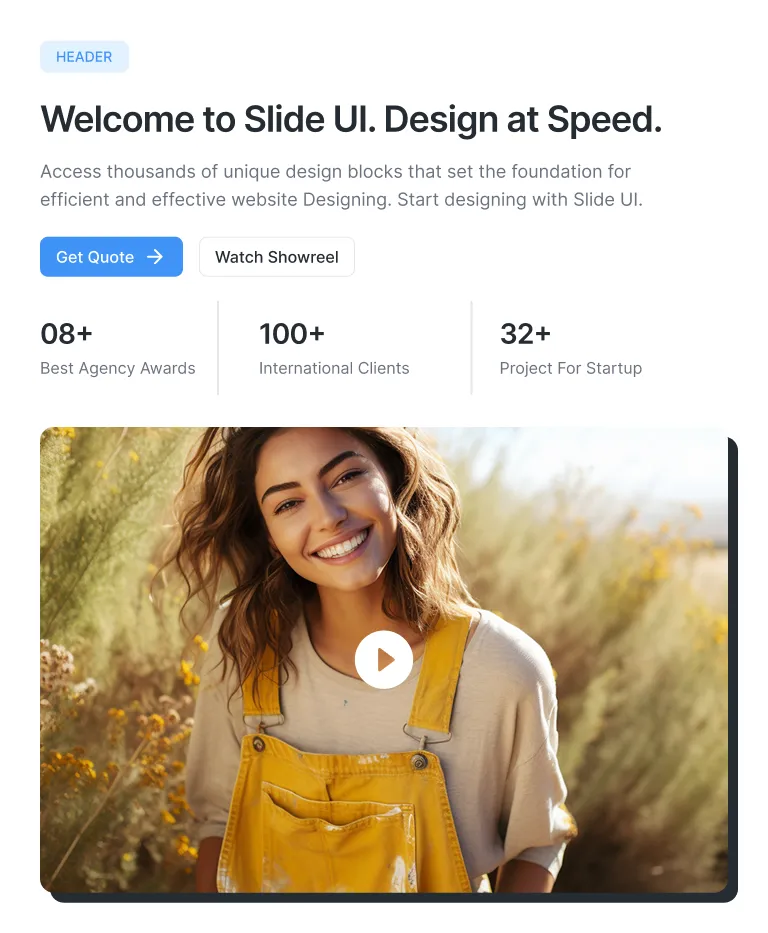 HEADER
Welcome to Slide UI. Design at Speed.
Access thousands of unique design blocks that set the foundation for
efficient and effective website Designing. Start designing with Slide UI.
Get Quote
Watch Showreel
08+
Best Agency Awards
100+
International Clients
32+
Project For Startup